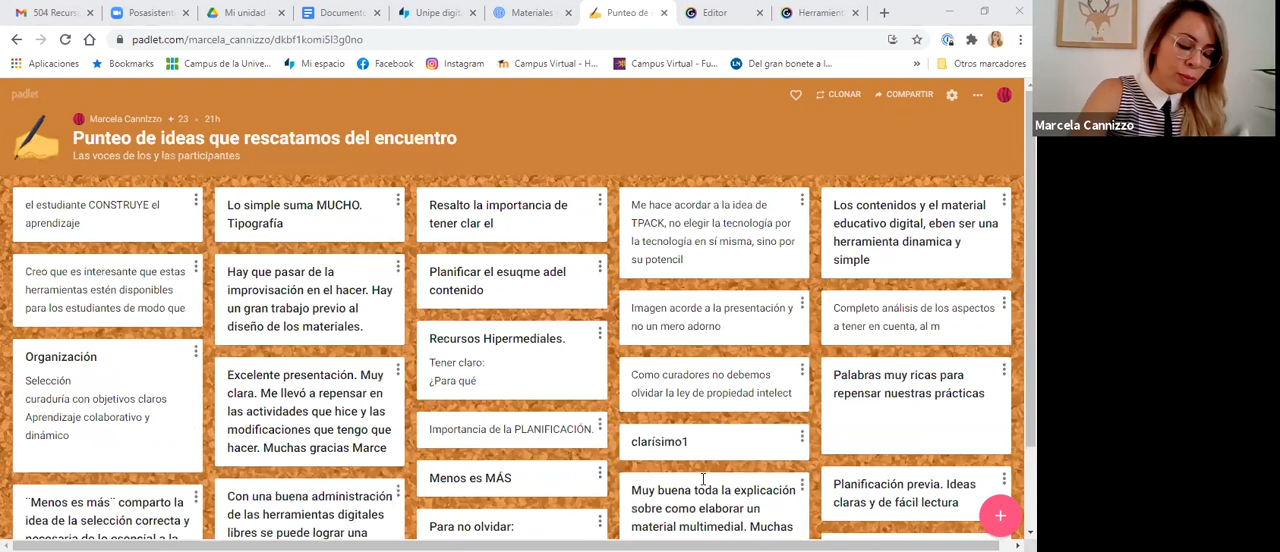 504 Recurs
Posasistent
Mi unidad
Documento
Unipe digit
Materiales
Punteo de
Editor
Herramient
padlet.com/marcela_cannizzo/dkbf1komi5l3g0no
Aplicaciones
Bookmarks
Campus de la Unive...
Mi espacio
Facebook
Instagram
Campus Virtual - H...
Campus Virtual - Fu...
Del gran bonete a l...
Otros marcadores
Marcela Cannizzo
padlet
CLONAR
COMPARTIR
Marcela Cannizzo + 23 • 21h
Punteo de ideas que rescatamos del encuentro
Las voces de los y las participantes
el estudiante CONSTRUYE el
aprendizaje
Creo que es interesante que estas
herramientas estén disponibles
para los estudiantes de modo que
Organización
Selección
curaduría con objetivos claros
Aprendizaje colaborativo y
dinámico
¨Menos es más¨ comparto la
idea de la selección correcta y
necesaria de lo esencial a la
Lo simple suma MUCHO.
Tipografía
Hay que pasar de la
improvisación en el hacer. Hay
un gran trabajo previo al
diseño de los materiales.
Excelente presentación. Muy
clara. Me llevó a repensar en
las actividades que hice y las
modificaciones que tengo que
hacer. Muchas gracias Marce
Con una buena administración
de las herramientas digitales
libres se puede lograr una
Resalto la importancia de
tener clar el
Planificar el esuqme adel
contenido
Recursos Hipermediales.
Tener claro:
¿Para qué
Importancia de la PLANIFICACIÓN.
Menos es MÁS
Para no olvidar:
Me hace acordar a la idea de
TPACK, no elegir la tecnología por
la tecnología en sí misma, sino por
su potencil
Imagen acorde a la presentación y
no un mero adorno
Como curadores no debemos
olvidar la ley de propiedad intelect
clarísimo1
Muy buena toda la explicación
sobre como elaborar un
material multimedial. Muchas
Los contenidos y el material
educativo digital, eben ser una
herramienta dinamica y
simple
Completo análisis de los aspectos
a tener en cuenta, al m
Palabras muy ricas para
repensar nuestras prácticas
Planificación previa. Ideas
claras y de fácil lectura